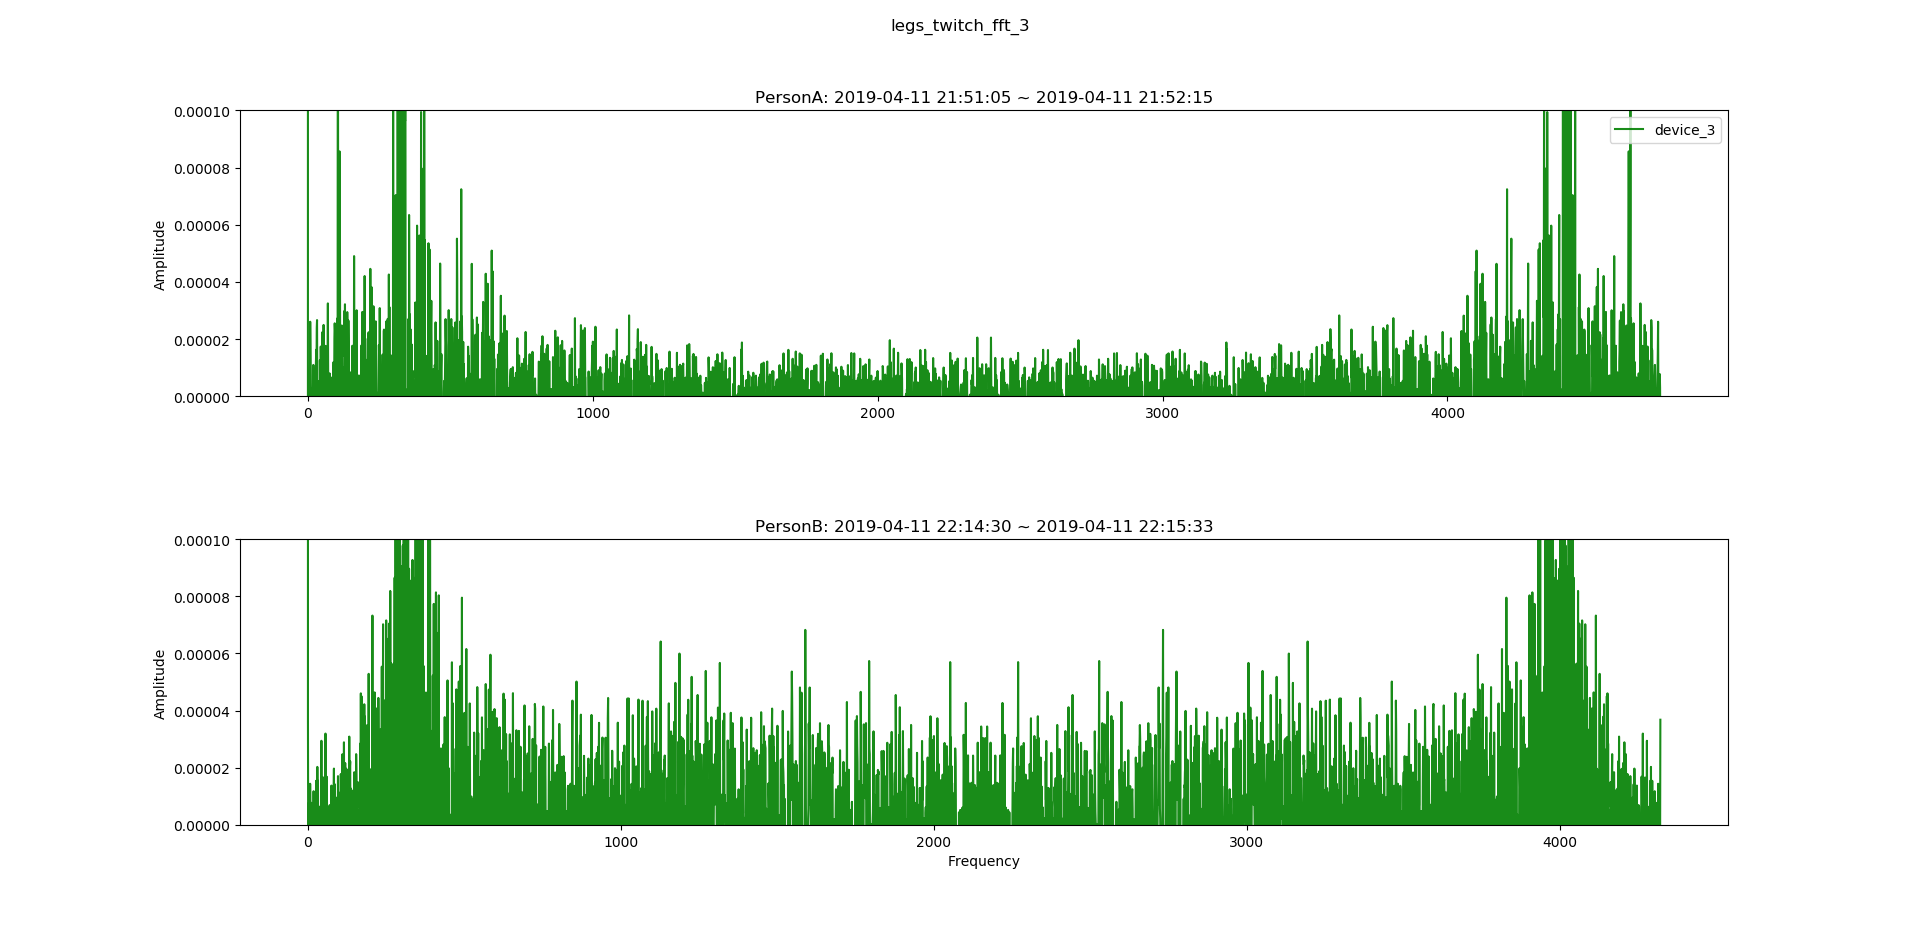 legs_twitch_fft_3
PersonA: 2019-04-11 21:51:05 ~ 2019-04-11 21:52:15
0.00010
0.00008
0.00006
0.00004
0.00002
0.00000
Amplitude
device_3
0 1000 2000 3000 4000
PersonB: 2019-04-11 22:14:30 ~ 2019-04-11 22:15:33
0.00010
0.00008
0.00006
0.00004
0.00002
0.00000
Amplitude
0 1000 2000 3000 4000
Frequency